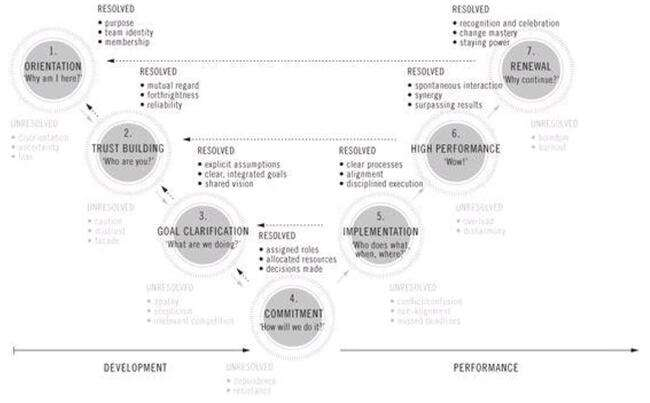 RESOLVED
• purpose
• team identity
• membership
1.
ORIENTATION
'Why am I here?'
UNRESOLVED
• disorientation
• uncertainty
• fear
RESOLVED
• mutual regard
• forthrightness
• reliability
2.
TRUST BUILDING
'Who are you?'
UNRESOLVED
• caution
• mistrust
• facade
RESOLVED
• explicit assumptions
• clear, integrated goals
• shared vision
3.
GOAL CLARIFICATION
'What are we doing?'
UNRESOLVED
• apathy
• skepticism
• irrelevant competition
RESOLVED
• assigned roles
• allocated resources
• decisions made
4.
COMMITMENT
'How will we do it?'
UNRESOLVED
• dependence
• resistance
RESOLVED
• clear processes
• alignment
• disciplined execution
5.
IMPLEMENTATION
'Who does what,
when, where?'
UNRESOLVED
• conflict/confusion
• non-alignment
• missed deadlines
RESOLVED
• spontaneous interaction
• synergy
• surpassing results
6.
HIGH PERFORMANCE
'Wow!'
UNRESOLVED
• overload
• disharmony
RESOLVED
• recognition and celebration
• change mastery
• staying power
7.
RENEWAL
'Why continue?'
UNRESOLVED
• boredom
• burnout
DEVELOPMENT
PERFORMANCE